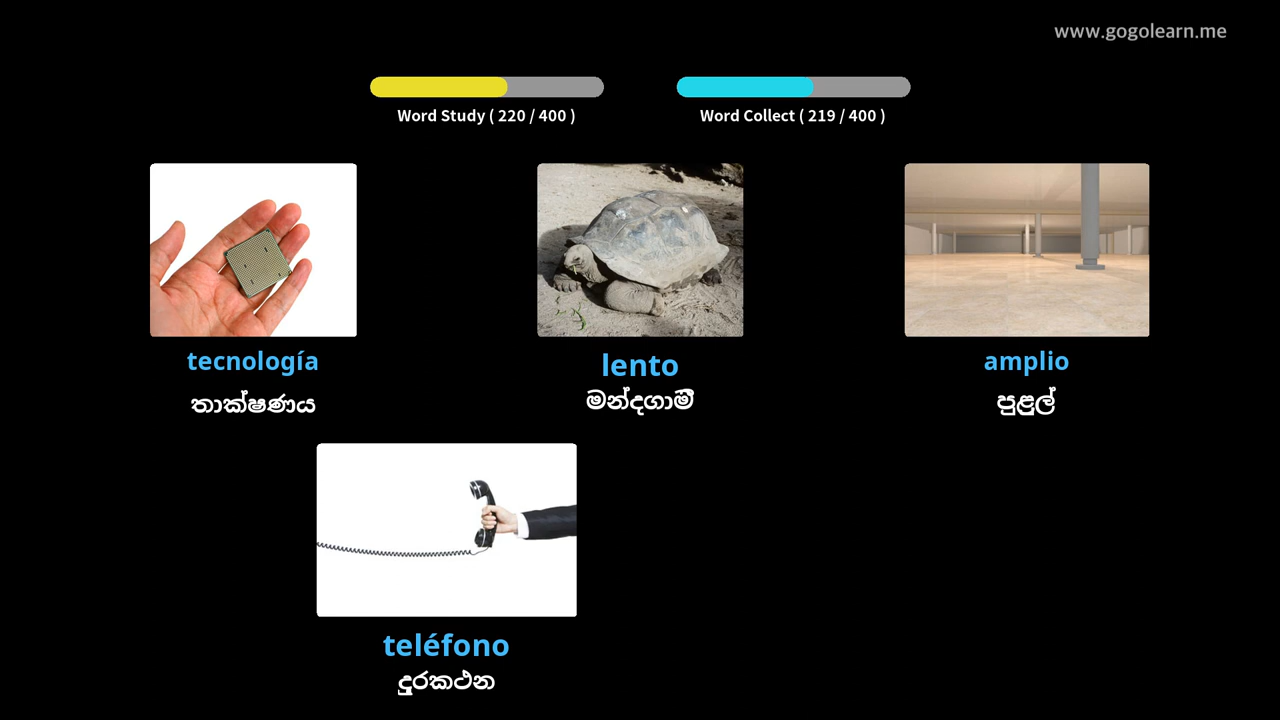 www.gogolearn.me
Word Study ( 220 / 400 )
Word Collect ( 219 / 400 )
tecnología
තාක්ෂණය
lento
මන්දගාමී
amplio
පුළුල්
teléfono
දුරකථන